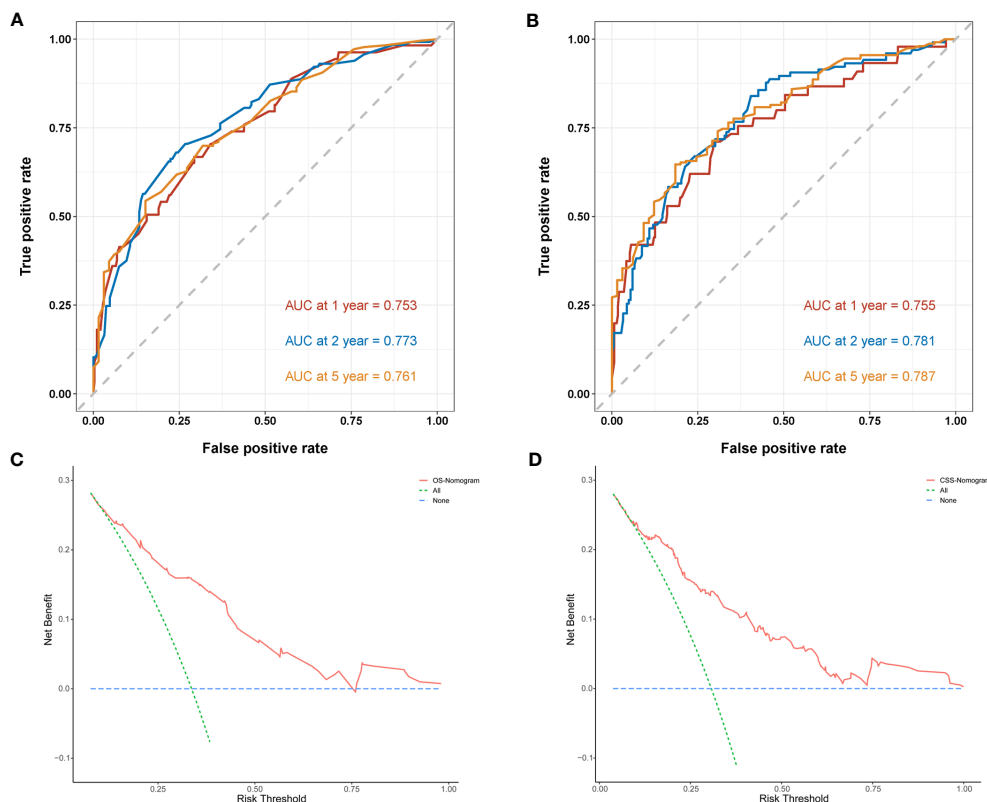 A
True positive rate
1.00
0.75
0.50
0.25
0.00
AUC at 1 year = 0.753
AUC at 2 year = 0.773
AUC at 5 year = 0.761
0.00 0.25 0.50 0.75 1.00
False positive rate
B
True positive rate
1.00
0.75
0.50
0.25
0.00
AUC at 1 year = 0.755
AUC at 2 year = 0.781
AUC at 5 year = 0.787
0.00 0.25 0.50 0.75 1.00
False positive rate
C
Net Benefit
0.3
0.2
0.1
0.0
−0.1
OS-Nomogram
All
None
0.25 0.50 0.75 1.00
Risk Threshold
D
Net Benefit
0.3
0.2
0.1
0.0
−0.1
CSS-Nomogram
All
None
0.00 0.25 0.50 0.75 1.00
Risk Threshold